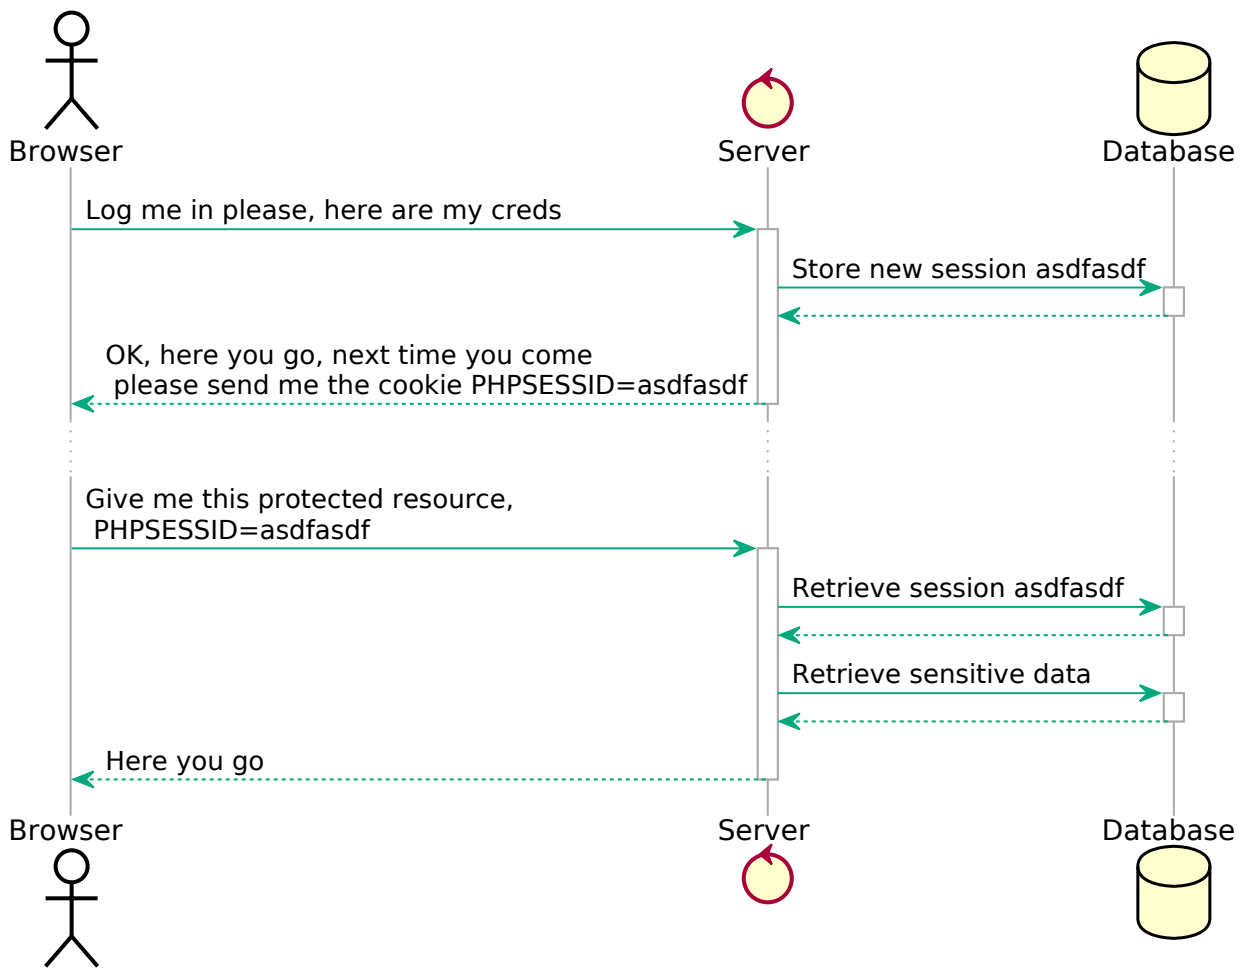 Browser
Server
Database
Log me in please, here are my creds
Store new session asdfasdf
OK, here you go, next time you come
please send me the cookie PHPSESSID=asdfasdf
Give me this protected resource,
PHPSESSID=asdfasdf
Retrieve session asdfasdf
Retrieve sensitive data
Here you go
Browser
Server
Database